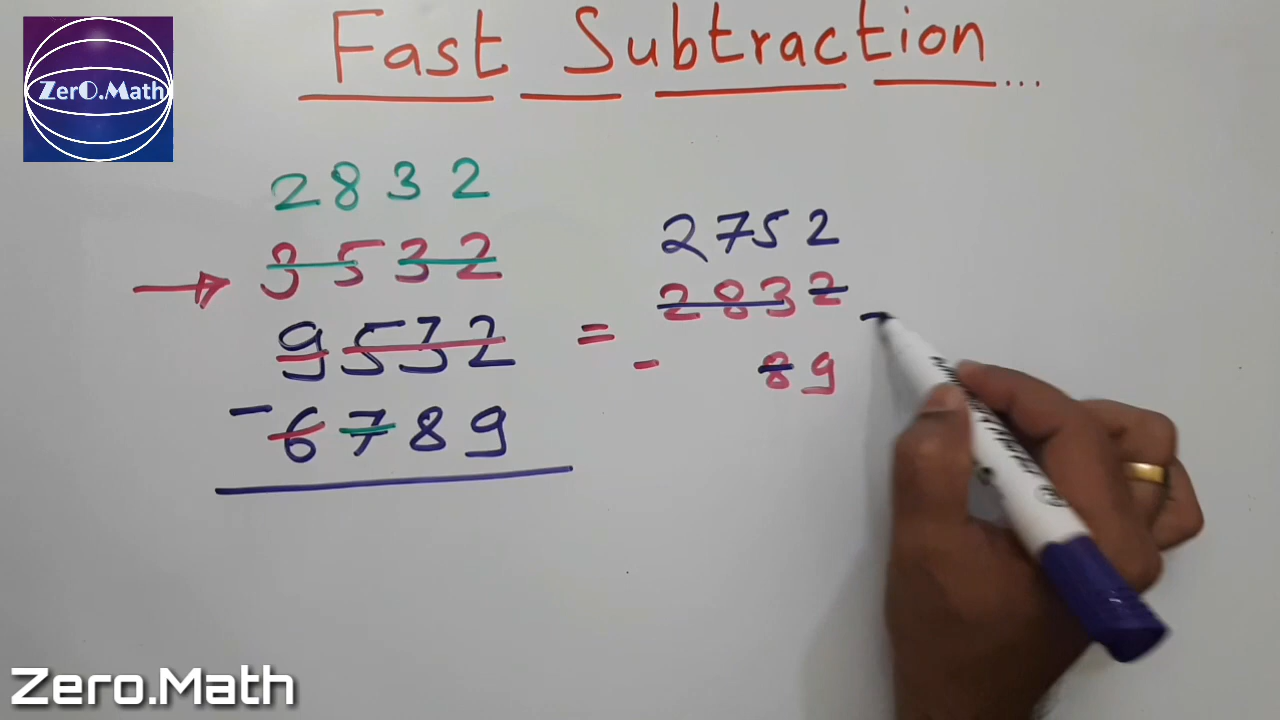 Fast Subtraction...
ZerO.Math
2832
3532
9532
- 6789
=
2752
2832
- 89
Zero.Math